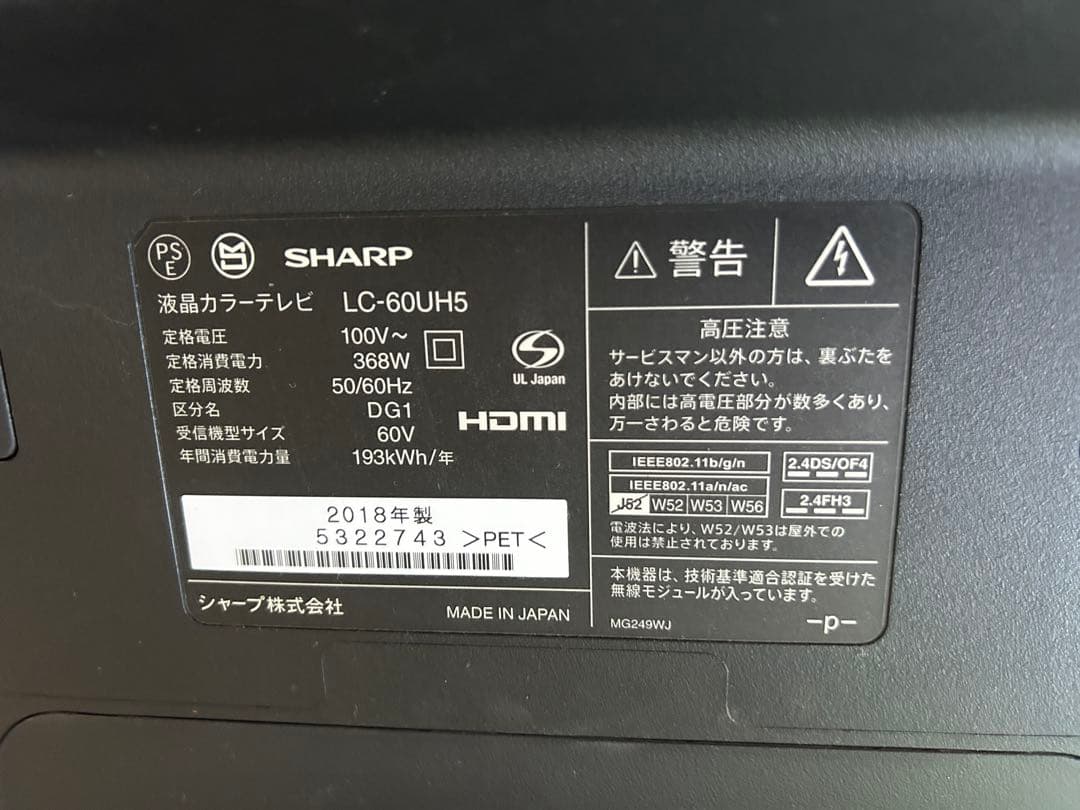 PS
E
SHARP
液晶カラーテレビ LC-60UH5
定格電圧 100V～
定格消費電力 368W
定格周波数 50/60Hz
区分名 DG1
受信機型サイズ 60V
年間消費電力量 193kWh/年
UL Japan
HDMI
2018年製
5322743 >PET<
シャープ株式会社 MADE IN JAPAN
警告
高圧注意
サービスマン以外の方は、裏ぶたを
あけないでください。
内部には高電圧部分が数多くあり、
万一さわると危険です。
IEEE802.11b/g/n
IEEE802.11a/n/ac
J52 W52 W53 W56
2.4DS/OF4
2.4FH3
電波法により、W52/W53は屋外での
使用は禁止されております。
本機器は、技術基準適合認証を受けた
無線モジュールが入っています。
MG249WJ -p-